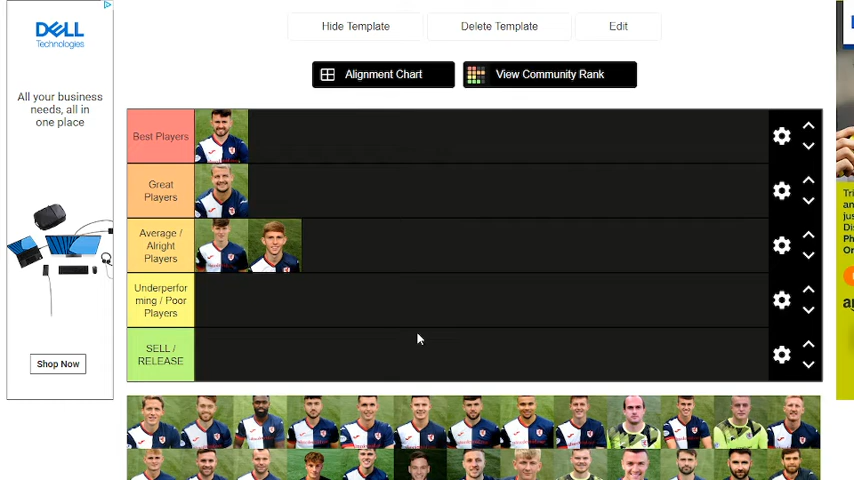 Hide Template
Delete Template
Edit
Alignment Chart
View Community Rank
DELL
Technologies
All your business
needs, all in
one place
Shop Now
Best Players
Great
Players
Average /
Alright
Players
Underperfor
ming / Poor
Players
SELL /
RELEASE